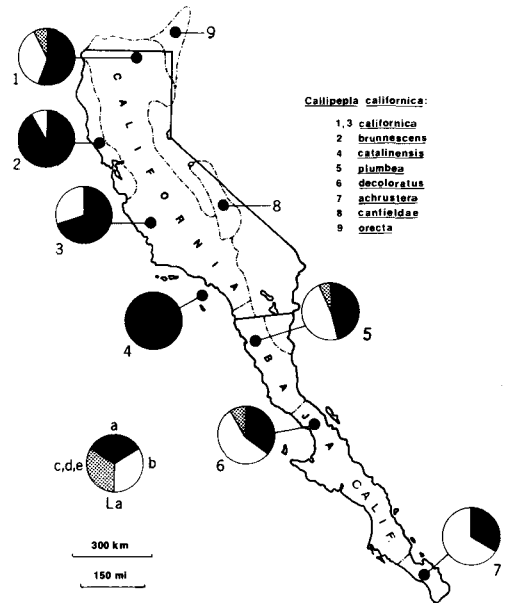 9
1
CALIFORNIA
Callipepla californica:
1,3 californica
2 brunnescens
4 catalinensis
5 plumbea
6 decoloratus
7 achrustera
8 canfieldae
9 orecta
2
8
3
4
5
BAJA CALIF
6
a
c,d,e b
La
300 km
150 mi
7